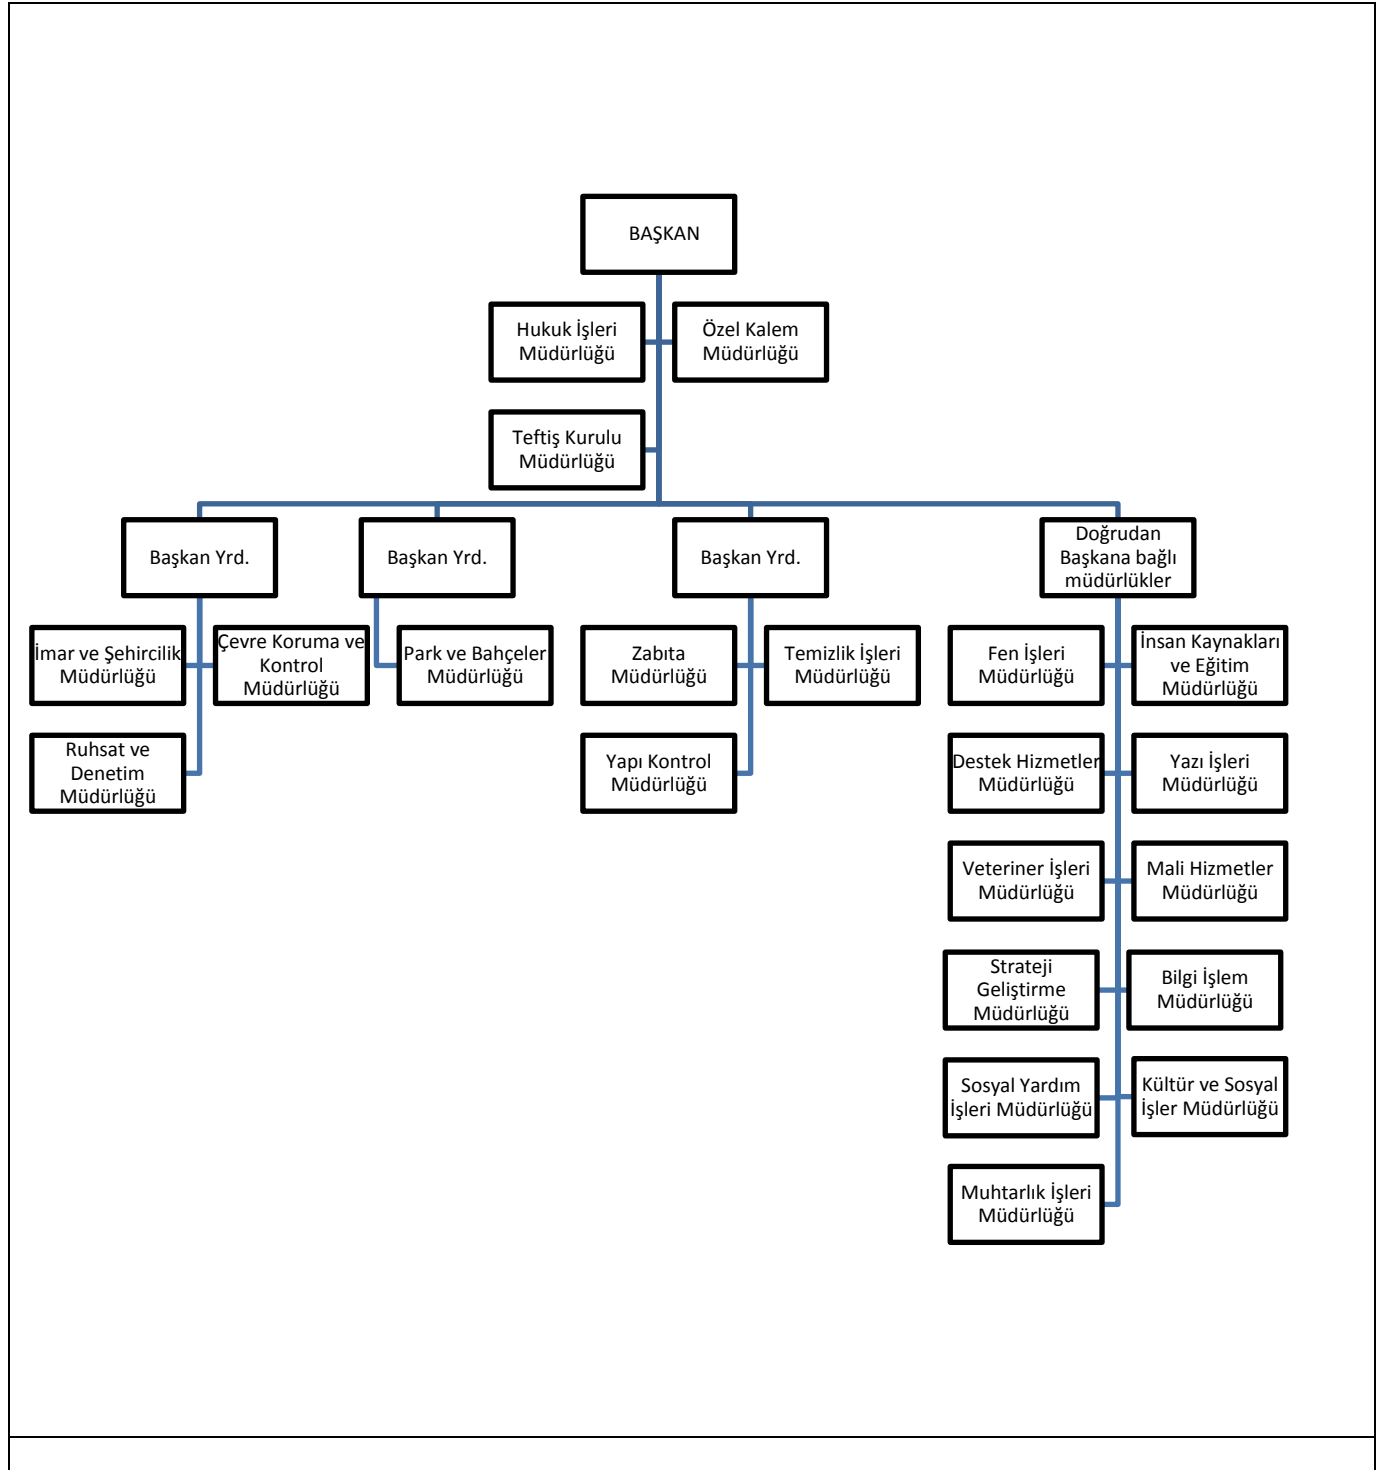 BAŞKAN
Hukuk İşleri
Müdürlüğü
Özel Kalem
Müdürlüğü
Teftiş Kurulu
Müdürlüğü
Başkan Yrd.
Başkan Yrd.
Başkan Yrd.
Doğrudan
Başkana bağlı
müdürlükler
İmar ve Şehircilik
Müdürlüğü
Çevre Koruma ve
Kontrol
Müdürlüğü
Park ve Bahçeler
Müdürlüğü
Zabıta
Müdürlüğü
Temizlik İşleri
Müdürlüğü
Fen İşleri
Müdürlüğü
İnsan Kaynakları
ve Eğitim
Müdürlüğü
Ruhsat ve
Denetim
Müdürlüğü
Yapı Kontrol
Müdürlüğü
Destek Hizmetler
Müdürlüğü
Yazı İşleri
Müdürlüğü
Veteriner İşleri
Müdürlüğü
Mali Hizmetler
Müdürlüğü
Strateji
Geliştirme
Müdürlüğü
Bilgi İşlem
Müdürlüğü
Sosyal Yardım
İşleri Müdürlüğü
Kültür ve Sosyal
İşler Müdürlüğü
Muhtarlık İşleri
Müdürlüğü